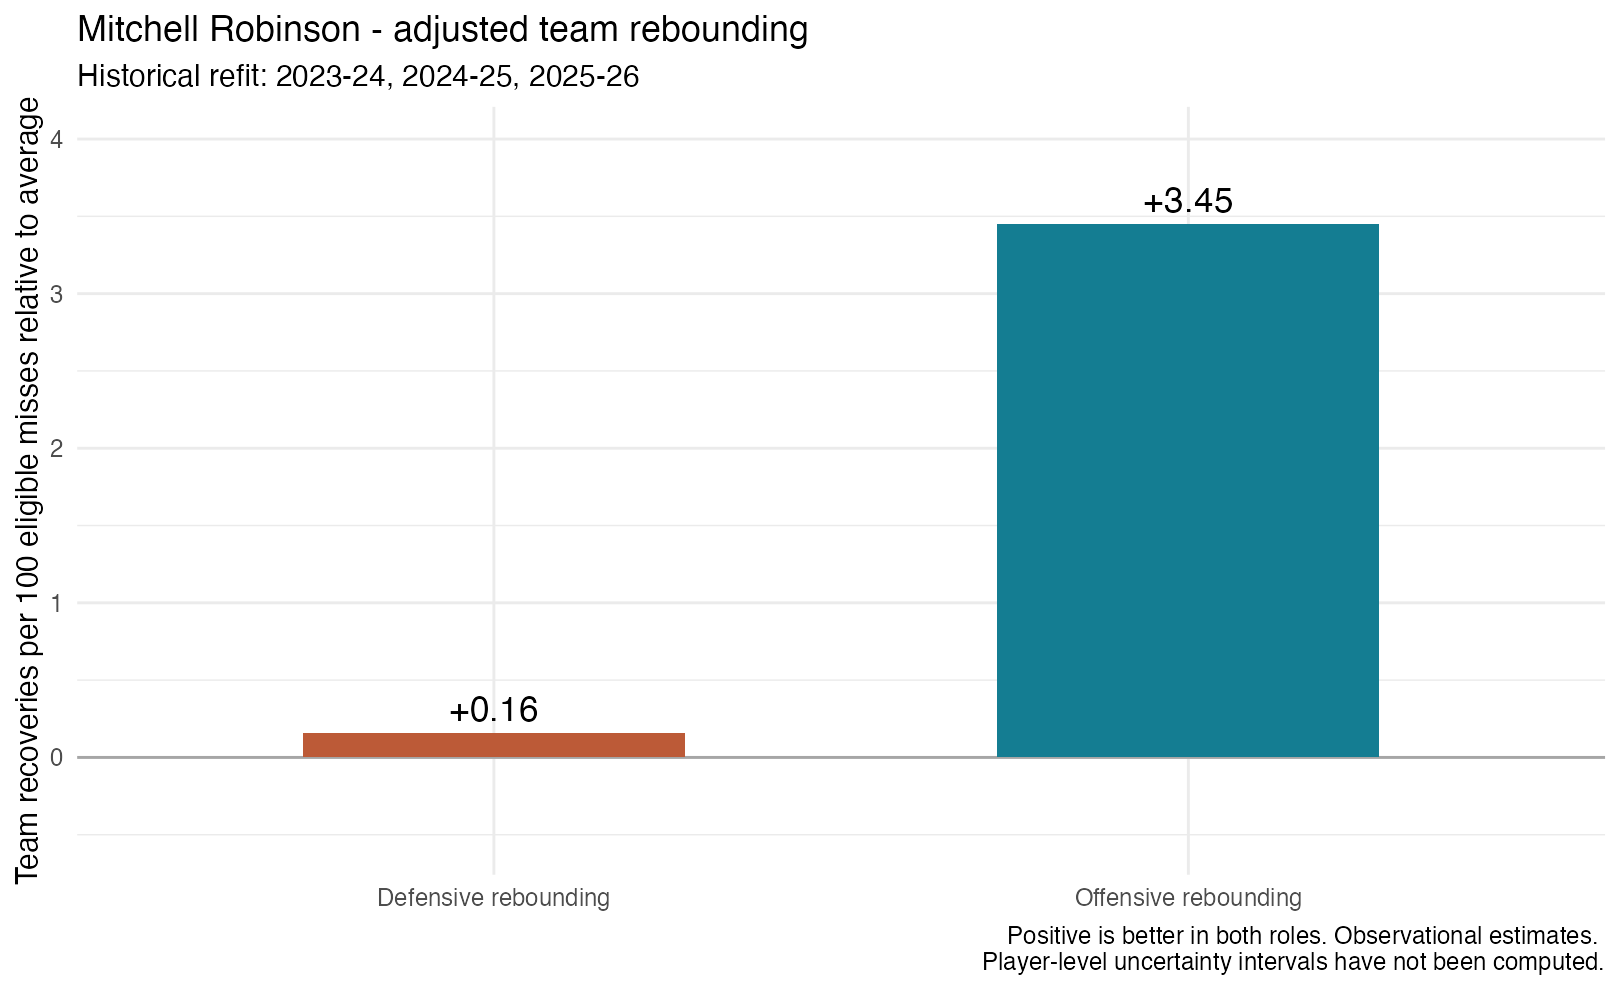 Mitchell Robinson - adjusted team rebounding
Historical refit: 2023-24, 2024-25, 2025-26
Team recoveries per 100 eligible misses relative to average
4
3
2
1
0
+0.16
+3.45
Defensive rebounding
Offensive rebounding
Positive is better in both roles. Observational estimates.
Player-level uncertainty intervals have not been computed.